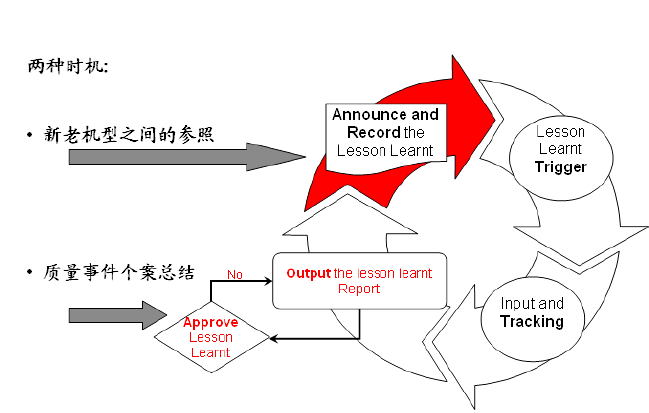 两种时机:
• 新老机型之间的参照
Announce and
Record the
Lesson Learnt
Lesson
Learnt
Trigger
• 质量事件个案总结
No
Output the lesson learnt
Report
Approve
Lesson
Learnt
Input and
Tracking